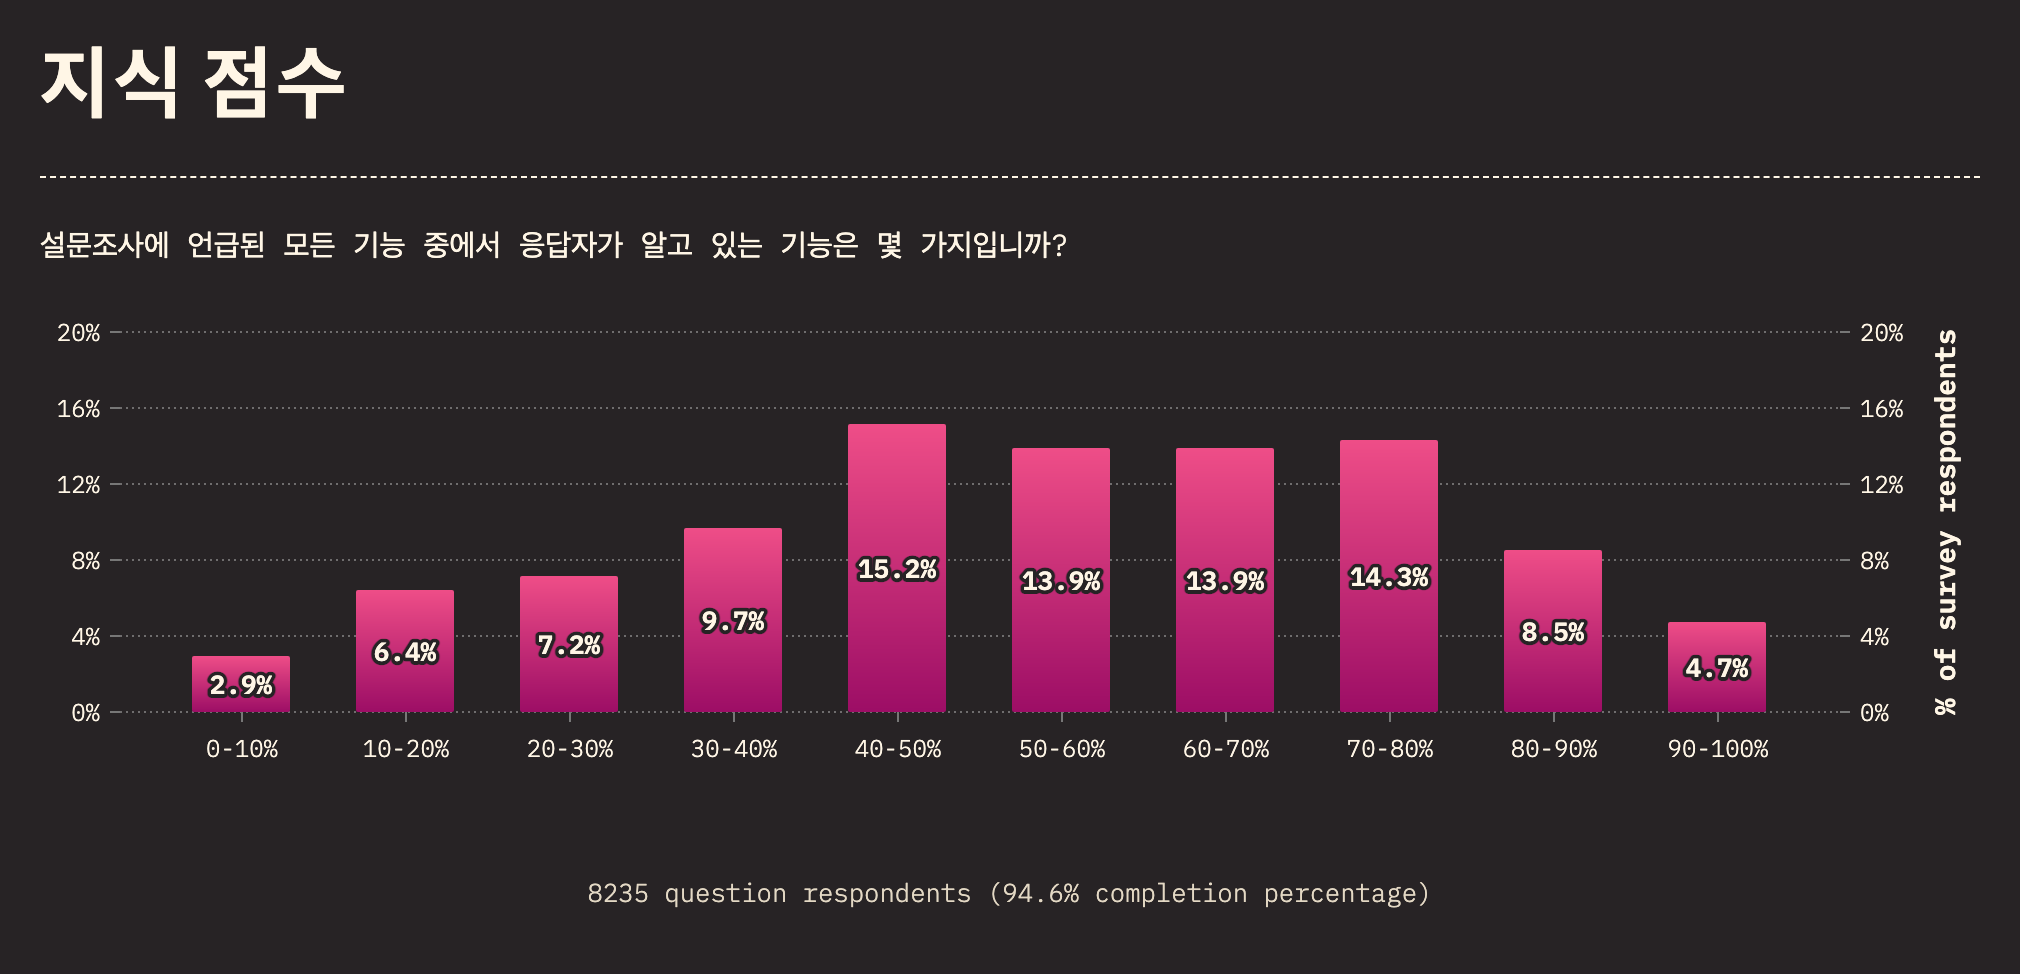 지식 점수
설문조사에 언급된 모든 기능 중에서 응답자가 알고 있는 기능은 몇 가지입니까?
20% 20%
16% 16%
12% 12%
8% 8%
4% 4%
0% 0%
% of survey respondents
2.9% 6.4% 7.2% 9.7% 15.2% 13.9% 13.9% 14.3% 8.5% 4.7%
0-10% 10-20% 20-30% 30-40% 40-50% 50-60% 60-70% 70-80% 80-90% 90-100%
8235 question respondents (94.6% completion percentage)